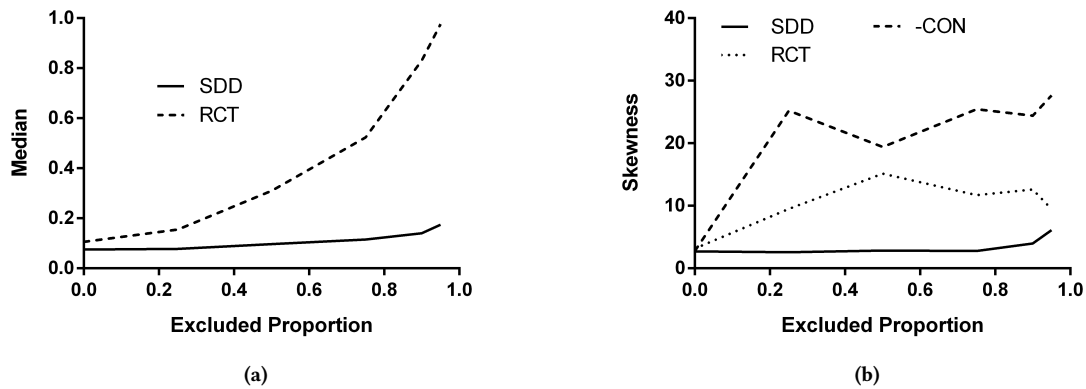 1.0
0.8
0.6
0.4
0.2
0.0
Median
SDD
RCT
0.0 0.2 0.4 0.6 0.8 1.0
Excluded Proportion
(a)
40
30
20
10
0
Skewness
SDD -CON
RCT
0.0 0.2 0.4 0.6 0.8 1.0
Excluded Proportion
(b)